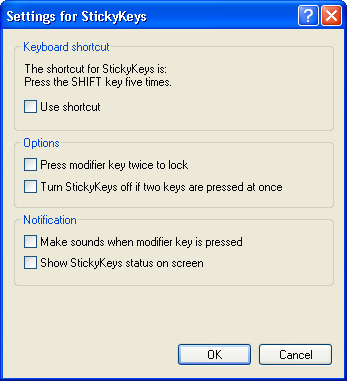 Settings for StickyKeys
Keyboard shortcut
The shortcut for StickyKeys is:
Press the SHIFT key five times.
Use shortcut
Options
Press modifier key twice to lock
Turn StickyKeys off if two keys are pressed at once
Notification
Make sounds when modifier key is pressed
Show StickyKeys status on screen
OK Cancel